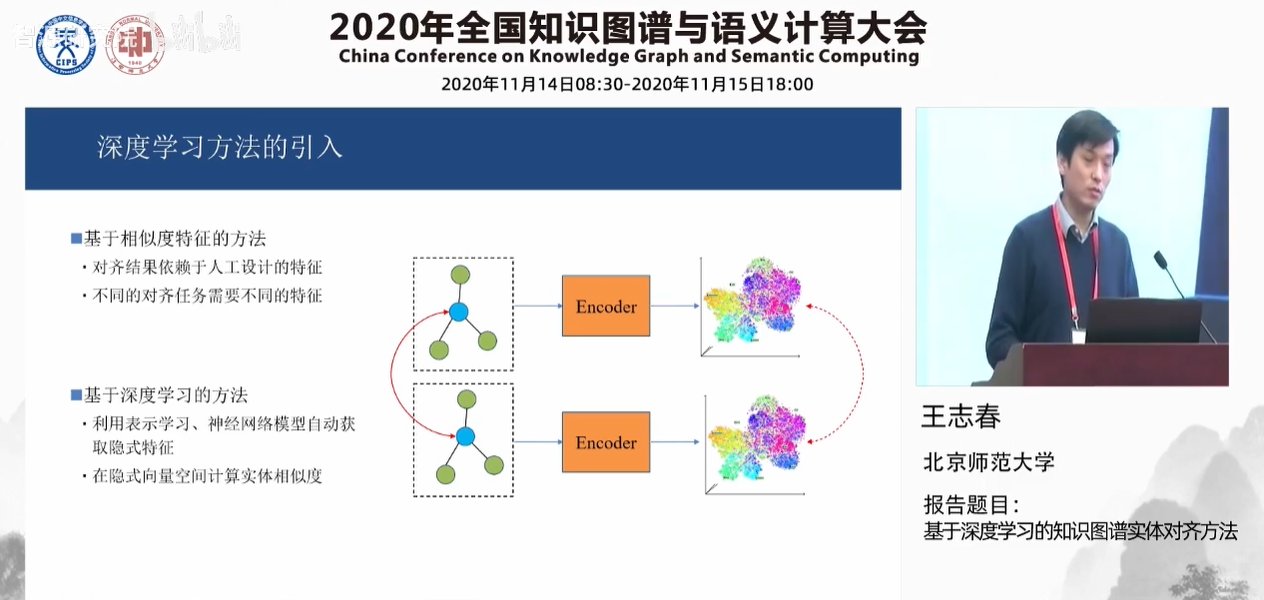 2020年全国知识图谱与语义计算大会
China Conference on Knowledge Graph and Semantic Computing
2020年11月14日08:30-2020年11月15日18:00
CIPS
深度学习方法的引入
■基于相似度特征的方法
・对齐结果依赖于人工设计的特征
・不同的对齐任务需要不同的特征
■基于深度学习的方法
・利用表示学习、神经网络模型自动获
取隐式特征
・在隐式向量空间计算实体相似度
Encoder
Encoder
王志春
北京师范大学
报告题目：
基于深度学习的知识图谱实体对齐方法